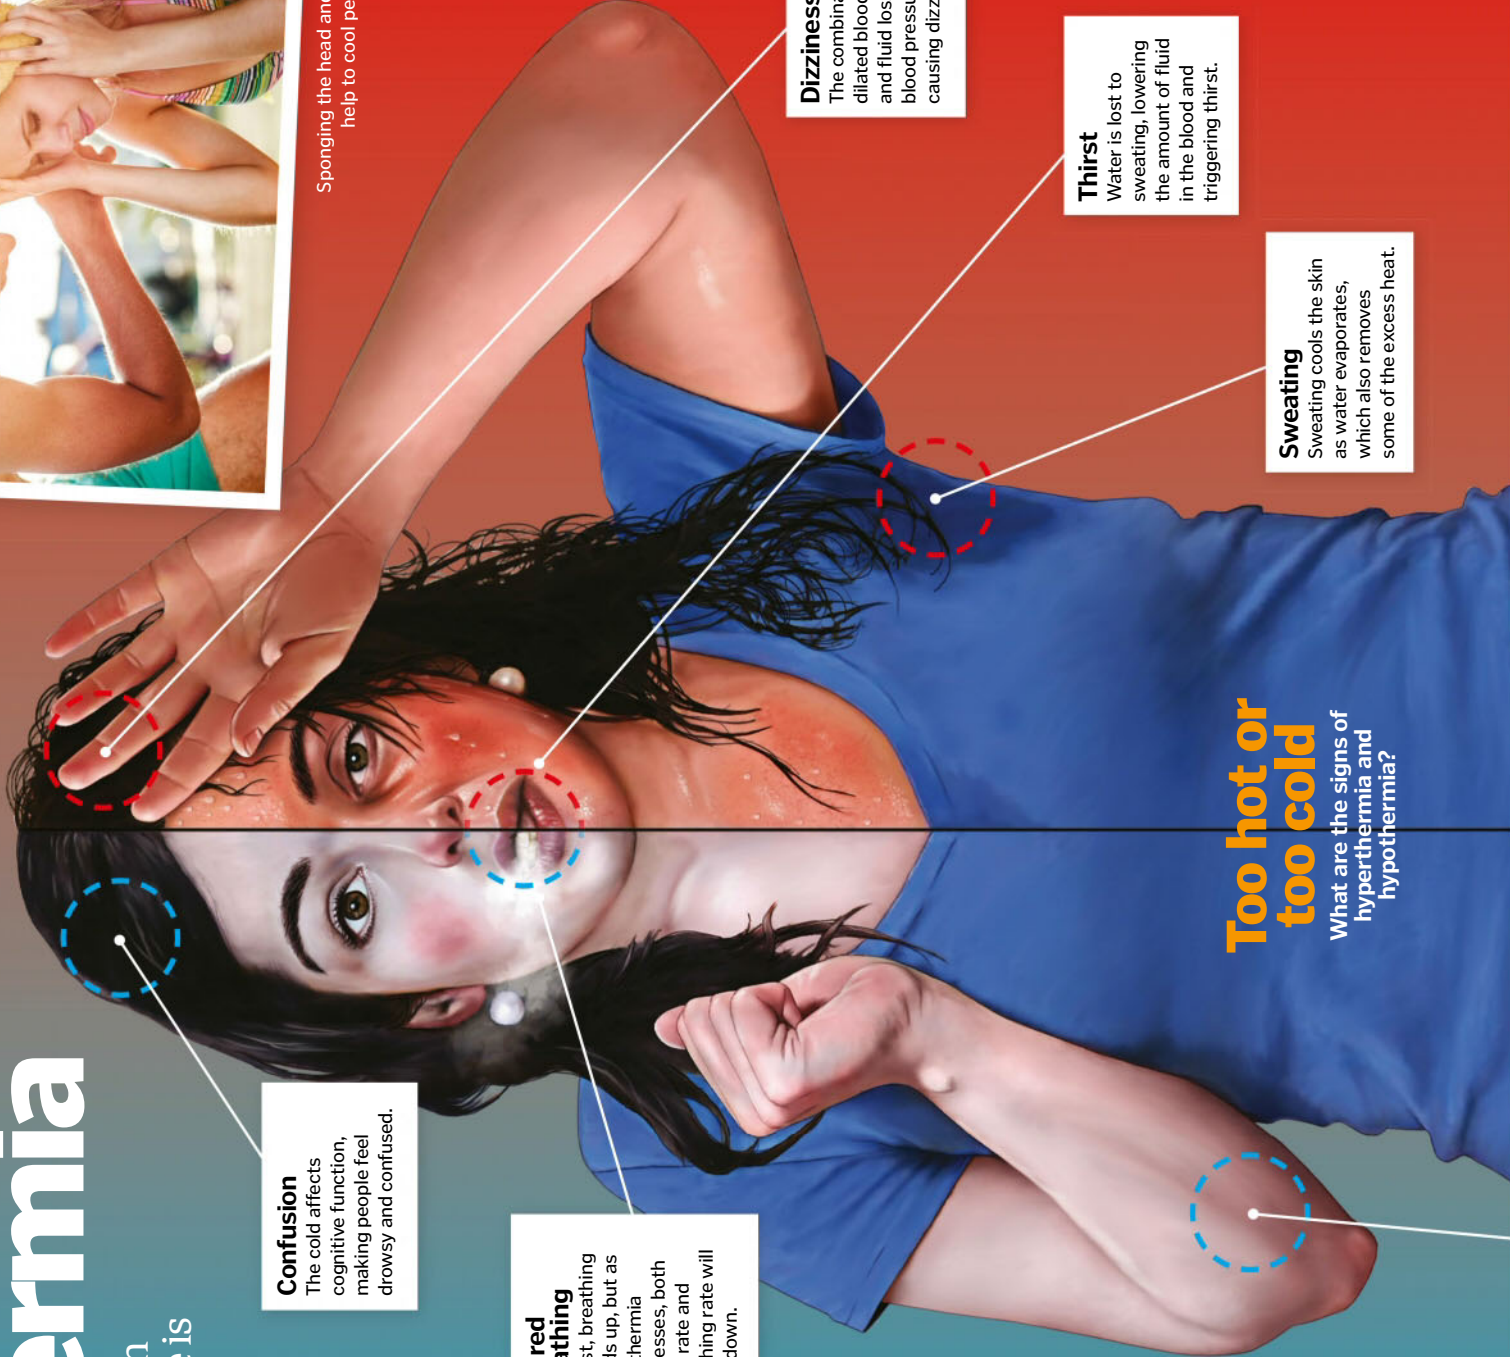 ermia
n
is
Sponging the head and
help to cool pe
Confusion
The cold affects
cognitive function,
making people feel
drowsy and confused.
red
athing
st, breathing
ds up, but as
thermia
esses, both
rate and
hing rate will
down.
Dizziness
The combina
dilated blood
and fluid los
blood pressu
causing dizz
Thirst
Water is lost to
sweating, lowering
the amount of fluid
in the blood and
triggering thirst.
Sweating
Sweating cools the skin
as water evaporates,
which also removes
some of the excess heat.
Too hot or
too cold
What are the signs of
hyperthermia and
hypothermia?